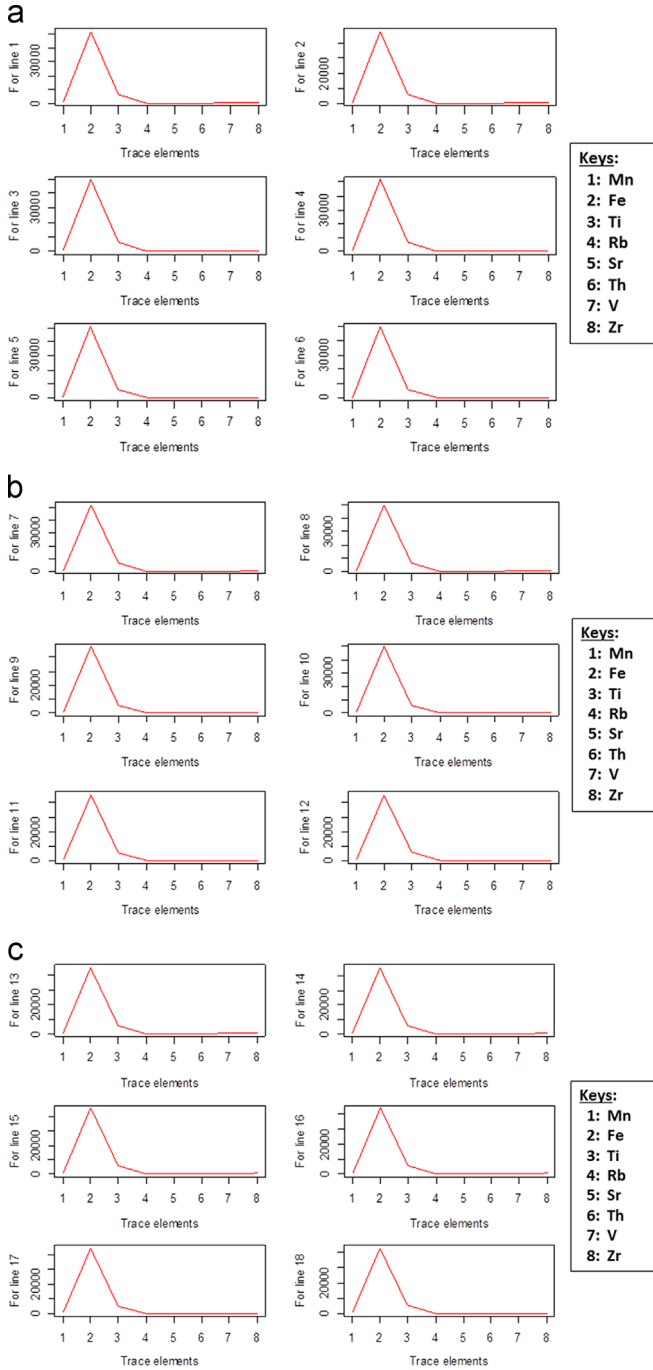 a
For line 1
0 30000
1 2 3 4 5 6 7 8
Trace elements
For line 2
0 20000
1 2 3 4 5 6 7 8
Trace elements
For line 3
0 30000
1 2 3 4 5 6 7 8
Trace elements
For line 4
0 30000
1 2 3 4 5 6 7 8
Trace elements
For line 5
0 30000
1 2 3 4 5 6 7 8
Trace elements
For line 6
0 30000
1 2 3 4 5 6 7 8
Trace elements
Keys:
1: Mn
2: Fe
3: Ti
4: Rb
5: Sr
6: Th
7: V
8: Zr
b
For line 7
0 30000
1 2 3 4 5 6 7 8
Trace elements
For line 8
0 30000
1 2 3 4 5 6 7 8
Trace elements
For line 9
0 20000
1 2 3 4 5 6 7 8
Trace elements
For line 10
0 30000
1 2 3 4 5 6 7 8
Trace elements
For line 11
0 20000
1 2 3 4 5 6 7 8
Trace elements
For line 12
0 20000
1 2 3 4 5 6 7 8
Trace elements
Keys:
1: Mn
2: Fe
3: Ti
4: Rb
5: Sr
6: Th
7: V
8: Zr
c
For line 13
0 20000
1 2 3 4 5 6 7 8
Trace elements
For line 14
0 20000
1 2 3 4 5 6 7 8
Trace elements
For line 15
0 20000
1 2 3 4 5 6 7 8
Trace elements
For line 16
0 20000
1 2 3 4 5 6 7 8
Trace elements
For line 17
0 20000
1 2 3 4 5 6 7 8
Trace elements
For line 18
0 20000
1 2 3 4 5 6 7 8
Trace elements
Keys:
1: Mn
2: Fe
3: Ti
4: Rb
5: Sr
6: Th
7: V
8: Zr